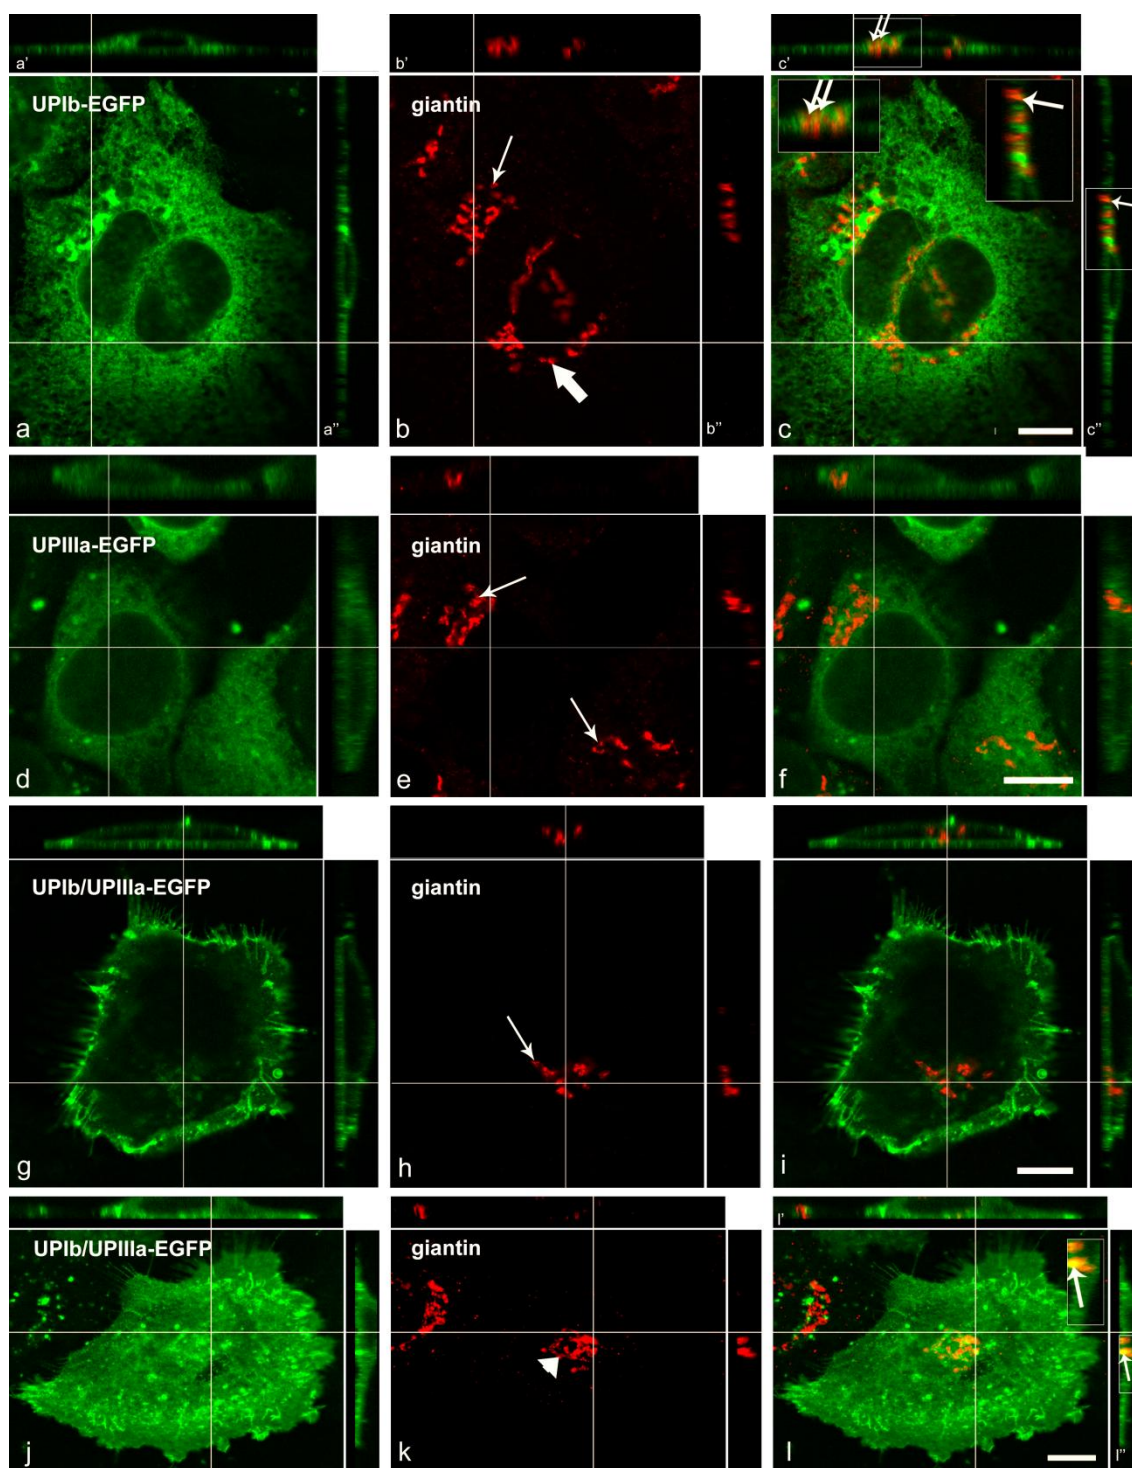 a'
b'
c'
UPIb-EGFP
giantin
a
a''
b
b''
c
c''
UPIIIa-EGFP
giantin
d
e
f
UPIb/UPIIIa-EGFP
giantin
g
h
i
l'
UPIb/UPIIIa-EGFP
giantin
j
k
l
l''